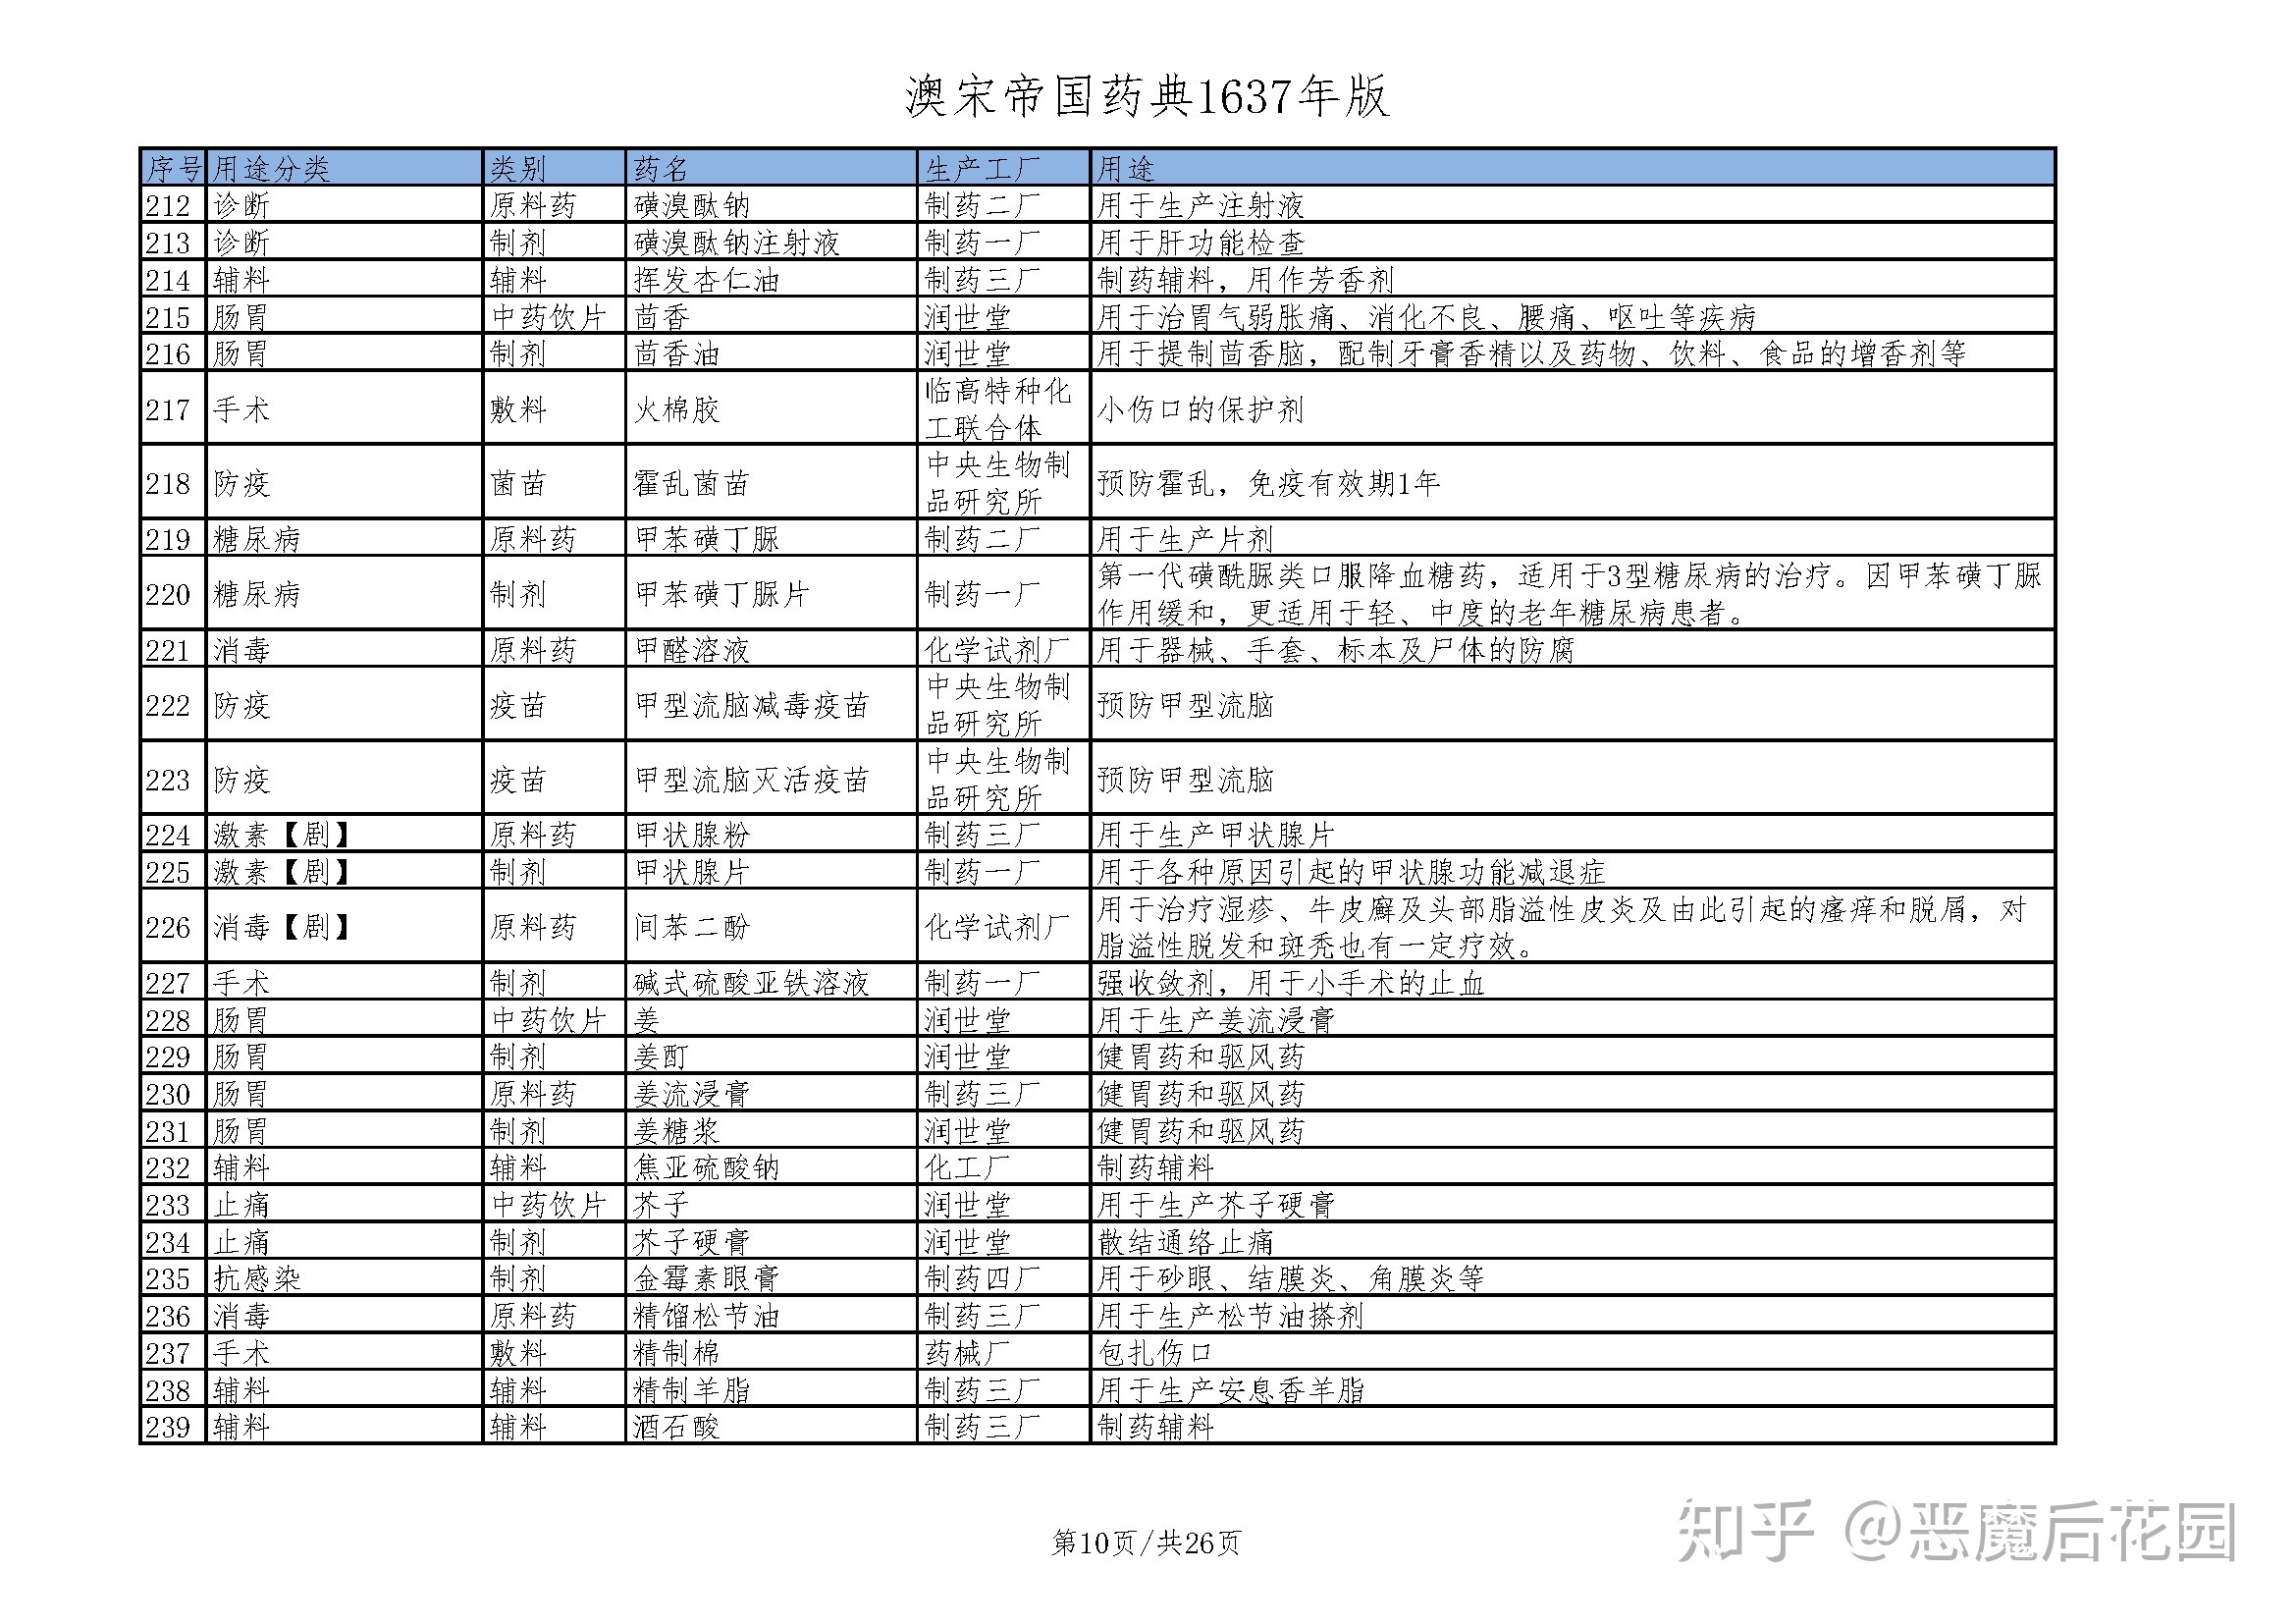 澳宋帝国药典1637年版
序号 用途分类 类别 药名 生产工厂 用途
212 诊断 原料药 磺溴酞钠 制药二厂 用于生产注射液
213 诊断 制剂 磺溴酞钠注射液 制药一厂 用于肝功能检查
214 辅料 辅料 挥发杏仁油 制药三厂 制药辅料，用作芳香剂
215 肠胃 中药饮片 茴香 润世堂 用于治胃气弱胀痛、消化不良、腰痛、呕吐等疾病
216 肠胃 制剂 茴香油 润世堂 用于提制茴香脑，配制牙膏香精以及药物、饮料、食品的增香剂等
217 手术 敷料 火棉胶 临高特种化工联合体 小伤口的保护剂
218 防疫 菌苗 霍乱菌苗 中央生物制品研究所 预防霍乱，免疫有效期1年
219 糖尿病 原料药 甲苯磺丁脲 制药二厂 用于生产片剂
220 糖尿病 制剂 甲苯磺丁脲片 制药一厂 第一代磺酰脲类口服降血糖药，适用于3型糖尿病的治疗。因甲苯磺丁脲
作用缓和，更适用于轻、中度的老年糖尿病患者。
221 消毒 原料药 甲醛溶液 化学试剂厂 用于器械、手套、标本及尸体的防腐
222 防疫 疫苗 甲型流脑减毒疫苗 中央生物制品研究所 预防甲型流脑
223 防疫 疫苗 甲型流脑灭活疫苗 中央生物制品研究所 预防甲型流脑
224 激素【剧】 原料药 甲状腺粉 制药三厂 用于生产甲状腺片
225 激素【剧】 制剂 甲状腺片 制药一厂 用于各种原因引起的甲状腺功能减退症
226 消毒【剧】 原料药 间苯二酚 化学试剂厂 用于治疗湿疹、牛皮廨及头部脂溢性皮炎及由此引起的瘙痒和脱屑，对
脂溢性脱发和斑秃也有一定疗效。
227 手术 制剂 碱式硫酸亚铁溶液 制药一厂 强收敛剂，用于小手术的止血
228 肠胃 中药饮片 姜 润世堂 用于生产姜流浸膏
229 肠胃 制剂 姜酊 润世堂 健胃药和驱风药
230 肠胃 原料药 姜流浸膏 制药三厂 健胃药和驱风药
231 肠胃 制剂 姜糖浆 润世堂 健胃药和驱风药
232 辅料 辅料 焦亚硫酸钠 化工厂 制药辅料
233 止痛 中药饮片 芥子 润世堂 用于生产芥子硬膏
234 止痛 制剂 芥子硬膏 润世堂 散结通络止痛
235 抗感染 制剂 金霉素眼膏 制药四厂 用于砂眼、结膜炎、角膜炎等
236 消毒 原料药 精馏松节油 制药三厂 用于生产松节油搽剂
237 手术 敷料 精制棉 药械厂 包扎伤口
238 辅料 辅料 精制羊脂 制药三厂 用于生产安息香羊脂
239 辅料 辅料 酒石酸 制药三厂 制药辅料
第10页/共26页
知乎 @恶魔后花园